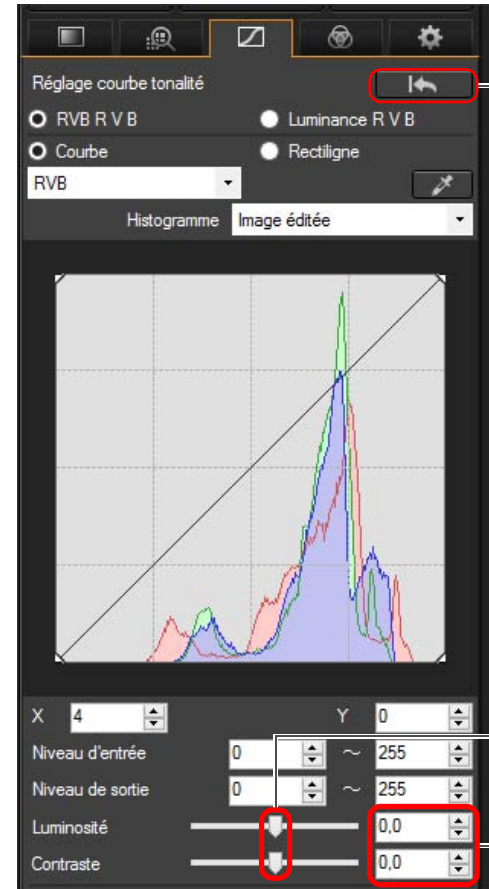 Réglage courbe tonalité
RVB R V B Luminance R V B
Courbe Rectiligne
RVB
Histogramme Image éditée
X 4 Y 0
Niveau d'entrée 0 ~ 255
Niveau de sortie 0 ~ 255
Luminosité 0,0
Contraste 0,0